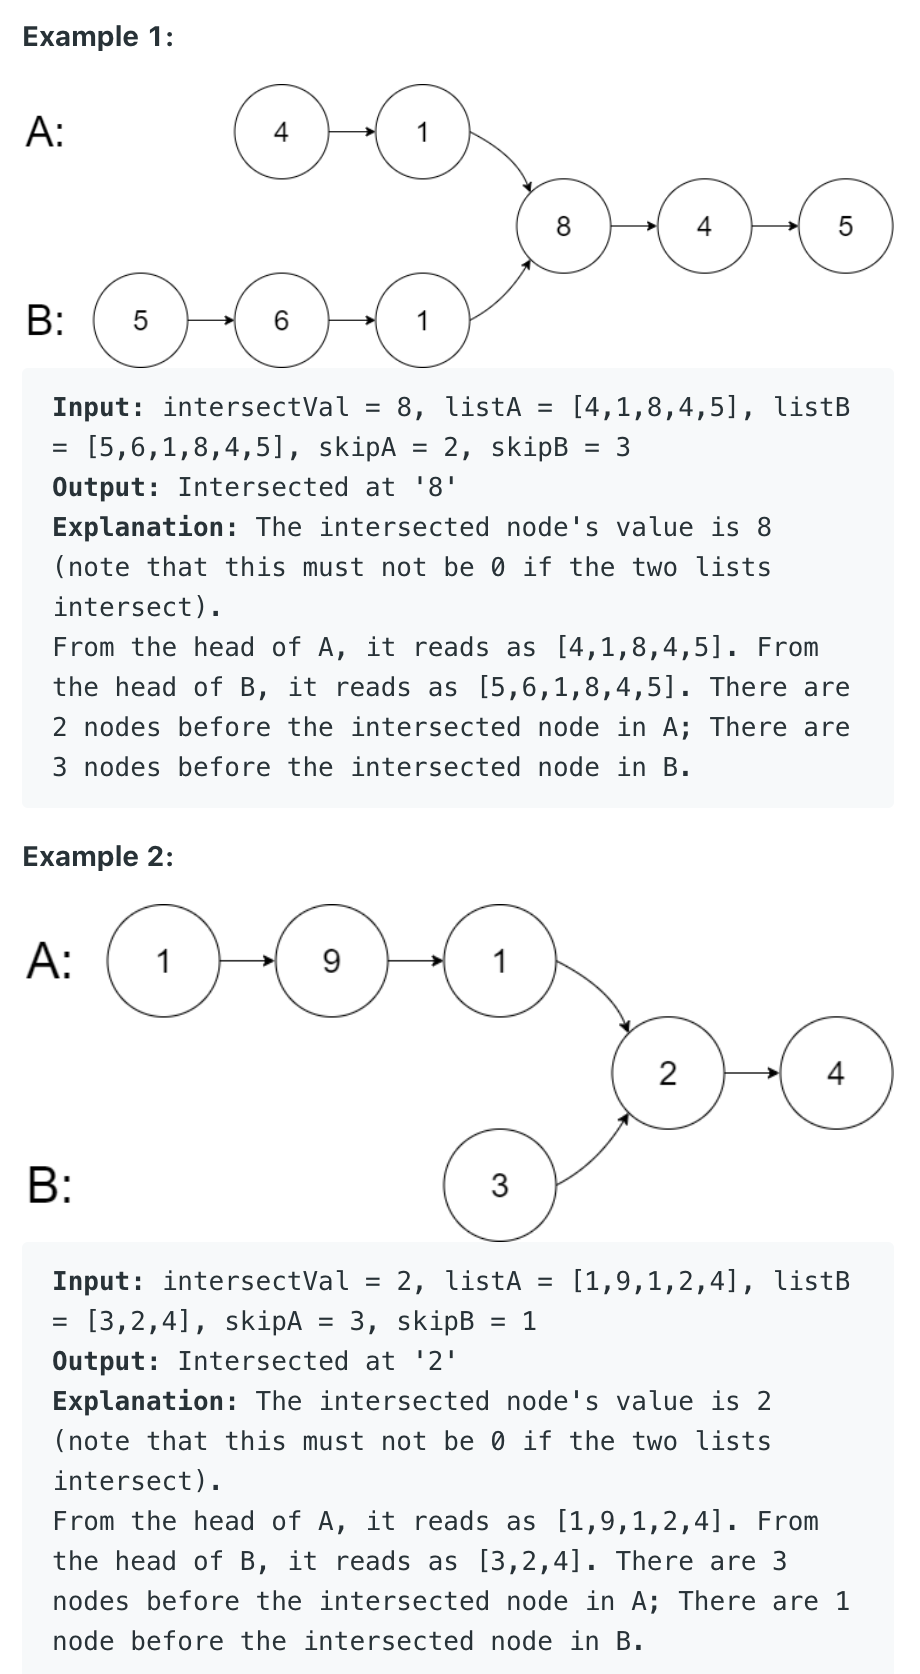 Example 1:
A: 4 1
8 4 5
B: 5 6 1
Input: intersectVal = 8, listA = [4,1,8,4,5], listB
= [5,6,1,8,4,5], skipA = 2, skipB = 3
Output: Intersected at '8'
Explanation: The intersected node's value is 8
(note that this must not be 0 if the two lists
intersect).
From the head of A, it reads as [4,1,8,4,5]. From
the head of B, it reads as [5,6,1,8,4,5]. There are
2 nodes before the intersected node in A; There are
3 nodes before the intersected node in B.
Example 2:
A: 1 9 1
2 4
B: 3
Input: intersectVal = 2, listA = [1,9,1,2,4], listB
= [3,2,4], skipA = 3, skipB = 1
Output: Intersected at '2'
Explanation: The intersected node's value is 2
(note that this must not be 0 if the two lists
intersect).
From the head of A, it reads as [1,9,1,2,4]. From
the head of B, it reads as [3,2,4]. There are 3
nodes before the intersected node in A; There are 1
node before the intersected node in B.